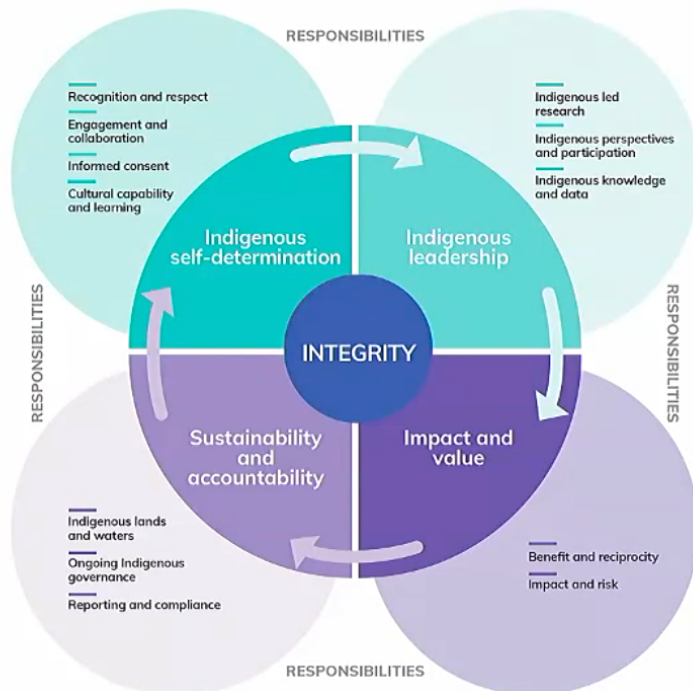 RESPONSIBILITIES
Recognition and respect
Engagement and
collaboration
Informed consent
Cultural capability
and learning
Indigenous led
research
Indigenous perspectives
and participation
Indigenous knowledge
and data
Indigenous
self-determination
Indigenous
leadership
RESPONSIBILITIES
INTEGRITY
RESPONSIBILITIES
Sustainability
and
accountability
Impact and
value
Indigenous lands
and waters
Ongoing Indigenous
governance
Reporting and compliance
Benefit and reciprocity
Impact and risk
RESPONSIBILITIES